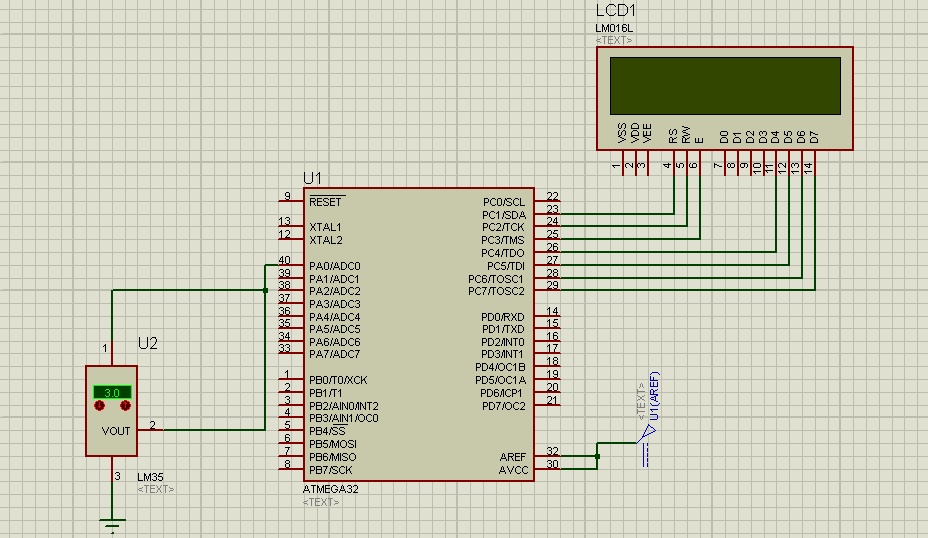 LCD1
LM016L
<TEXT>
VSS VDD VEE RS RW E D0 D1 D2 D3 D4 D5 D6 D7
1 2 3 4 5 6 7 8 9 10 11 12 13 14
U1
9 RESET PC0/SCL 22
PC1/SDA 23
13 XTAL1 PC2/TCK 24
12 XTAL2 PC3/TMS 25
PC4/TDO 26
40 PA0/ADC0 PC5/TDI 27
39 PA1/ADC1 PC6/TOSC1 28
38 PA2/ADC2 PC7/TOSC2 29
37 PA3/ADC3
36 PA4/ADC4 PD0/RXD 14
35 PA5/ADC5 PD1/TXD 15
34 PA6/ADC6 PD2/INT0 16
33 PA7/ADC7 PD3/INT1 17
PD4/OC1B 18
1 PB0/T0/XCK PD5/OC1A 19
2 PB1/T1 PD6/ICP1 20
3 PB2/AIN0/INT2 PD7/OC2 21
4 PB3/AIN1/OC0
5 PB4/SS
6 PB5/MOSI
7 PB6/MISO AREF 32
8 PB7/SCK AVCC 30
ATMEGA32
<TEXT>
U2
1
3.0
VOUT 2
3
LM35
<TEXT>
<TEXT>
U1(AREF)